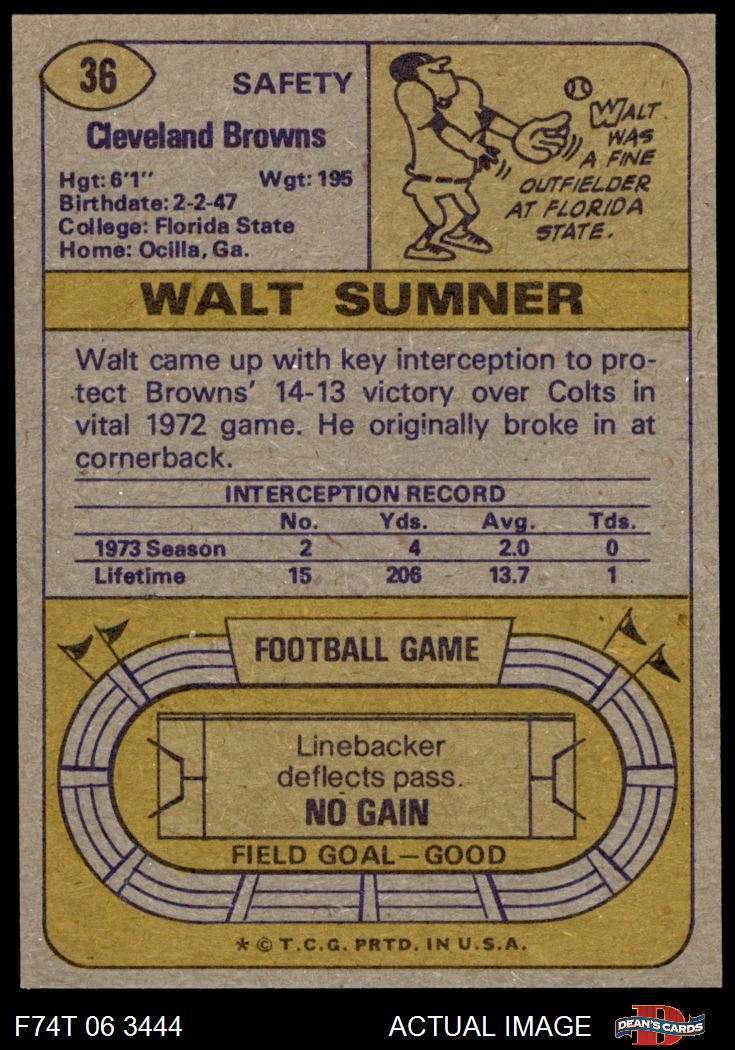 36
SAFETY
Cleveland Browns
Hgt: 6'1" Wgt: 195
Birthdate: 2-2-47
College: Florida State
Home: Ocilla, Ga.
WALT
WAS
A FINE
OUTFIELDER
AT FLORIDA
STATE.
WALT SUMNER
Walt came up with key interception to pro-
tect Browns' 14-13 victory over Colts in
vital 1972 game. He originally broke in at
cornerback.
INTERCEPTION RECORD
No. Yds. Avg. Tds.
1973 Season 2 4 2.0 0
Lifetime 15 206 13.7 1
FOOTBALL GAME
Linebacker
deflects pass.
NO GAIN
FIELD GOAL—GOOD
* © T.C.G. PRTD. IN U.S.A.
F74T 06 3444 ACTUAL IMAGE DEAN'S CARDS